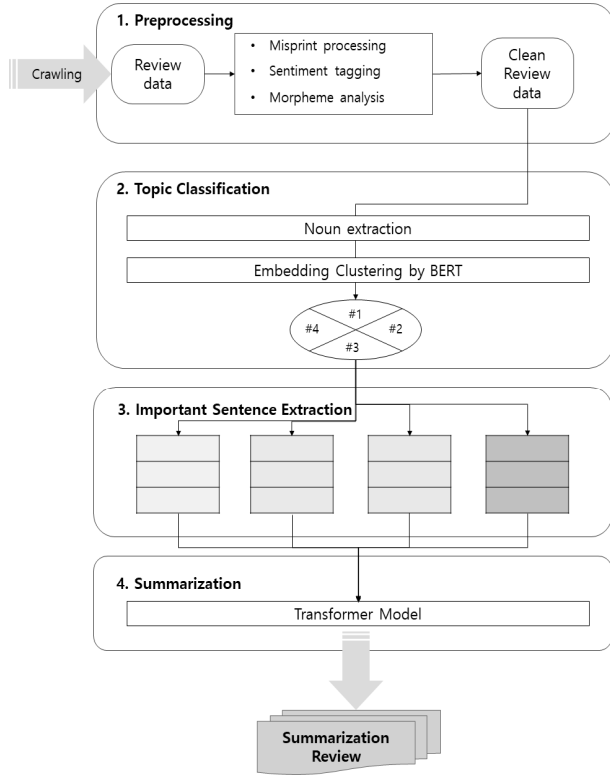 1. Preprocessing
Crawling
Review
data
• Misprint processing
• Sentiment tagging
• Morpheme analysis
Clean
Review
data
2. Topic Classification
Noun extraction
Embedding Clustering by BERT
#1
#4
#2
#3
3. Important Sentence Extraction
4. Summarization
Transformer Model
Summarization
Review